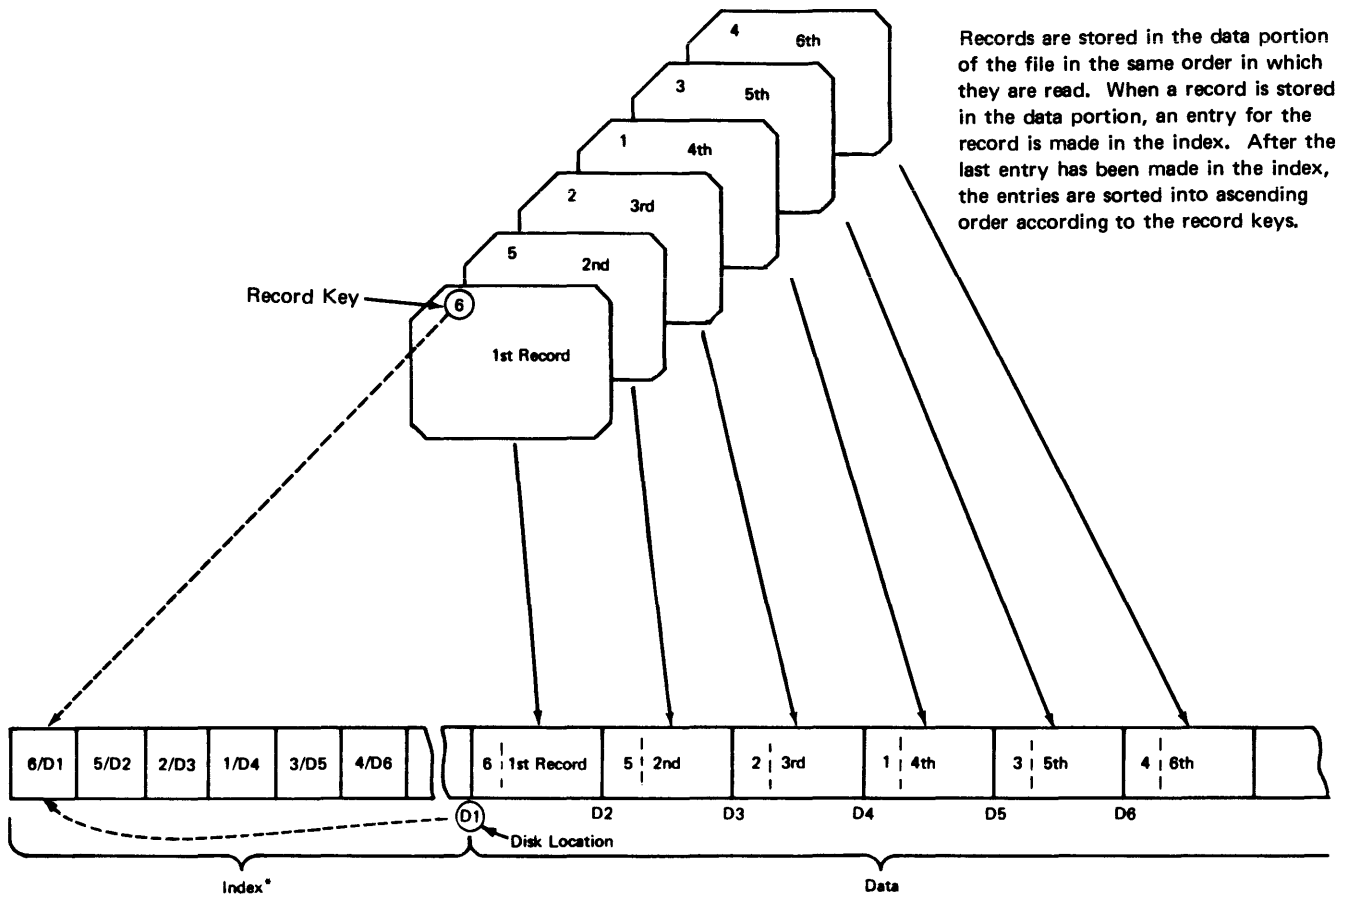 4 6th
3 5th
1 4th
2 3rd
5 2nd
Record Key 6
1st Record
Records are stored in the data portion
of the file in the same order in which
they are read. When a record is stored
in the data portion, an entry for the
record is made in the index. After the
last entry has been made in the index,
the entries are sorted into ascending
order according to the record keys.
6/D1 5/D2 2/D3 1/D4 3/D5 4/D6 6 1st Record 5 2nd 2 3rd 1 4th 3 5th 4 6th
D1 D2 D3 D4 D5 D6
Disk Location
Index* Data